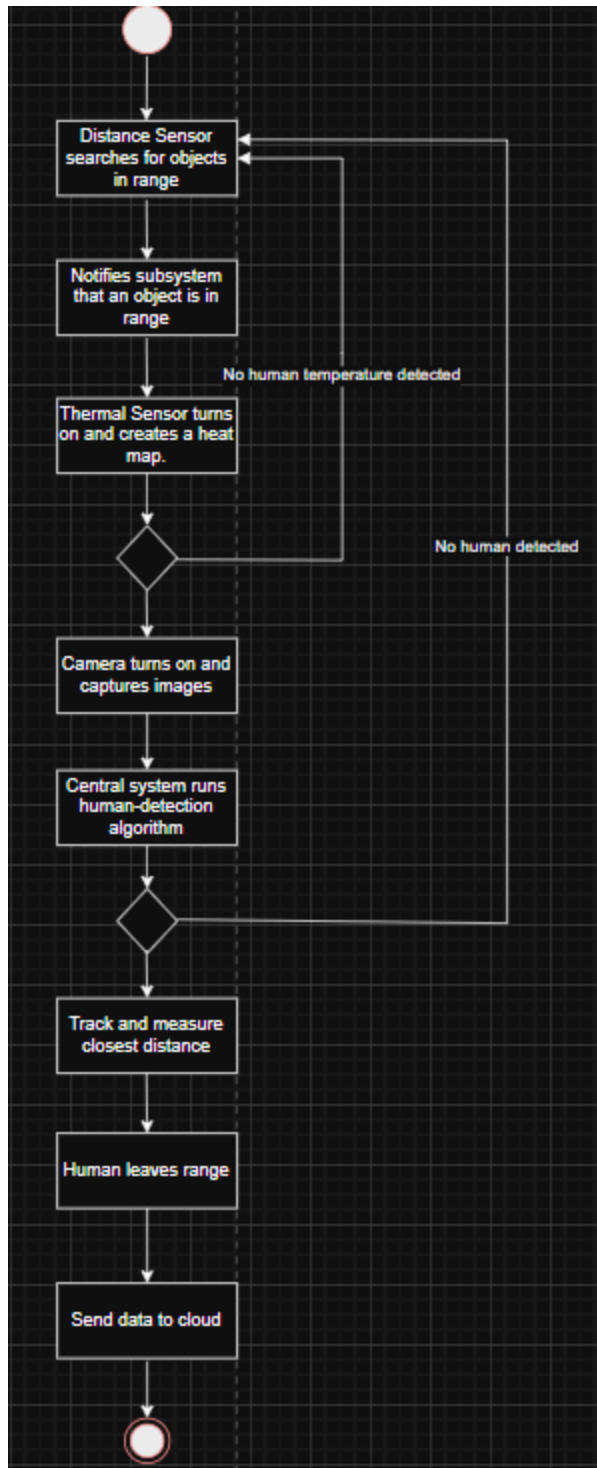 Distance Sensor
searches for objects
in range
Notifies subsystem
that an object is in
range
No human temperature detected
Thermal Sensor turns
on and creates a heat
map.
No human detected
Camera turns on and
captures images
Central system runs
human-detection
algorithm
Track and measure
closest distance
Human leaves range
Send data to cloud